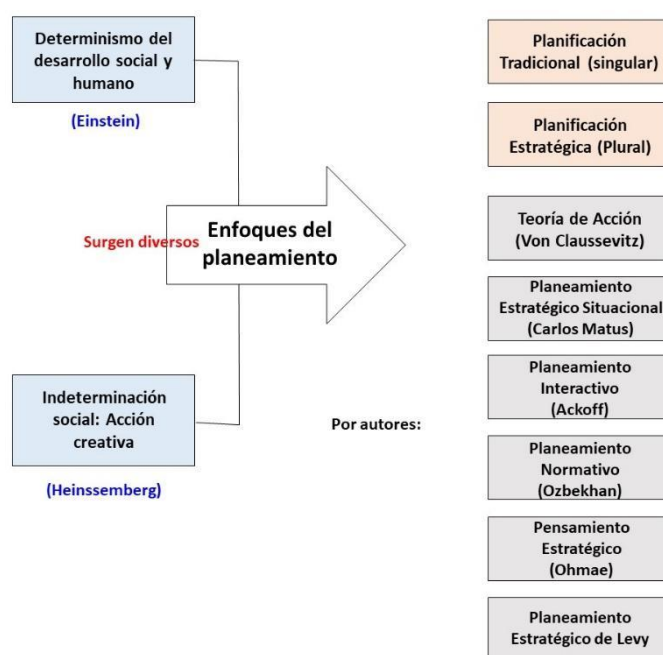 Determinismo del
desarrollo social y
humano
(Einstein)
Surgen diversos
Enfoques del
planeamiento
Indeterminación
social: Acción
creativa
(Heinssemberg)
Por autores:
Planificación
Tradicional (singular)
Planificación
Estratégica (Plural)
Teoría de Acción
(Von Claussevitz)
Planeamiento
Estratégico Situacional
(Carlos Matus)
Planeamiento
Interactivo
(Ackoff)
Planeamiento
Normativo
(Ozbekhan)
Pensamiento
Estratégico
(Ohmae)
Planeamiento
Estratégico de Levy